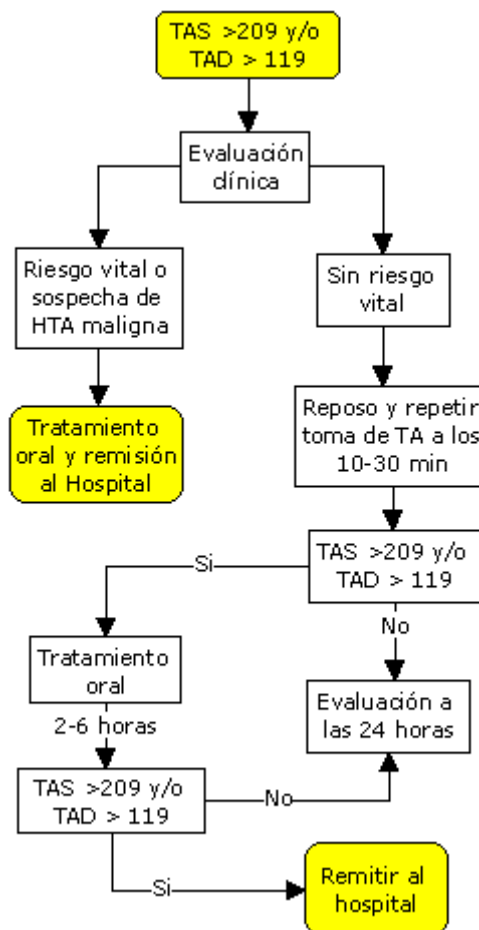 TAS >209 y/o
TAD > 119
Evaluación
clínica
Riesgo vital o
sospecha de
HTA maligna
Sin riesgo
vital
Tratamiento
oral y remisión
al Hospital
Reposo y repetir
toma de TA a los
10-30 min
TAS >209 y/o
TAD > 119
Si
No
Tratamiento
oral
Evaluación a
las 24 horas
2-6 horas
TAS >209 y/o
TAD > 119
No
Si
Remitir al
hospital